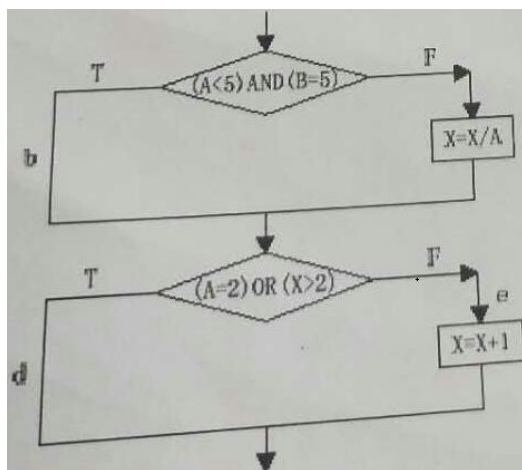 T
(A<5)AND(B=5)
F
b
X=X/A
T
(A=2)OR(X>2)
F
e
d
X=X+1